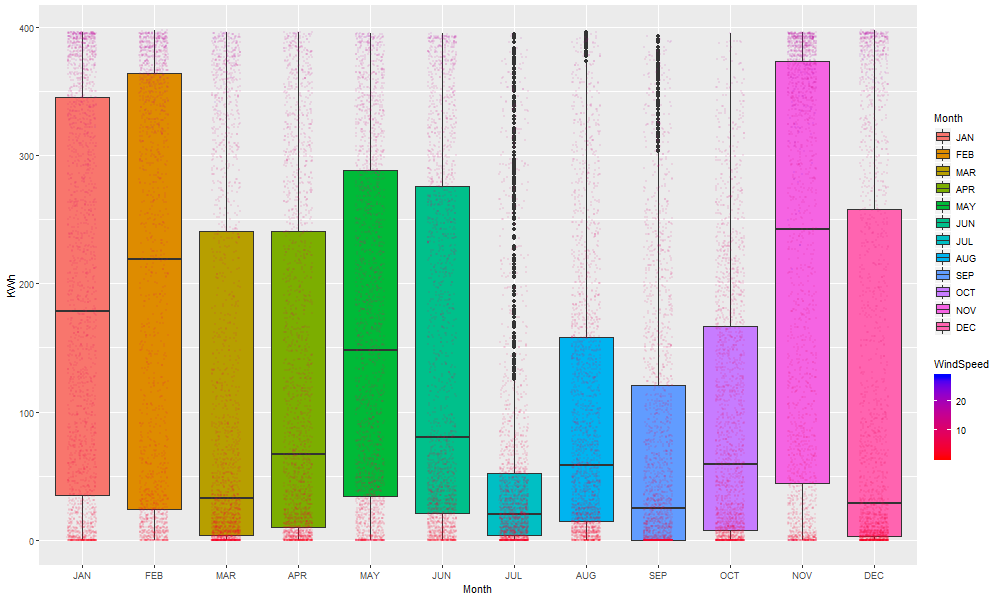 400
300
200
100
0
KWh
JAN FEB MAR APR MAY JUN JUL AUG SEP OCT NOV DEC
Month
Month
JAN
FEB
MAR
APR
MAY
JUN
JUL
AUG
SEP
OCT
NOV
DEC
WindSpeed
20
10